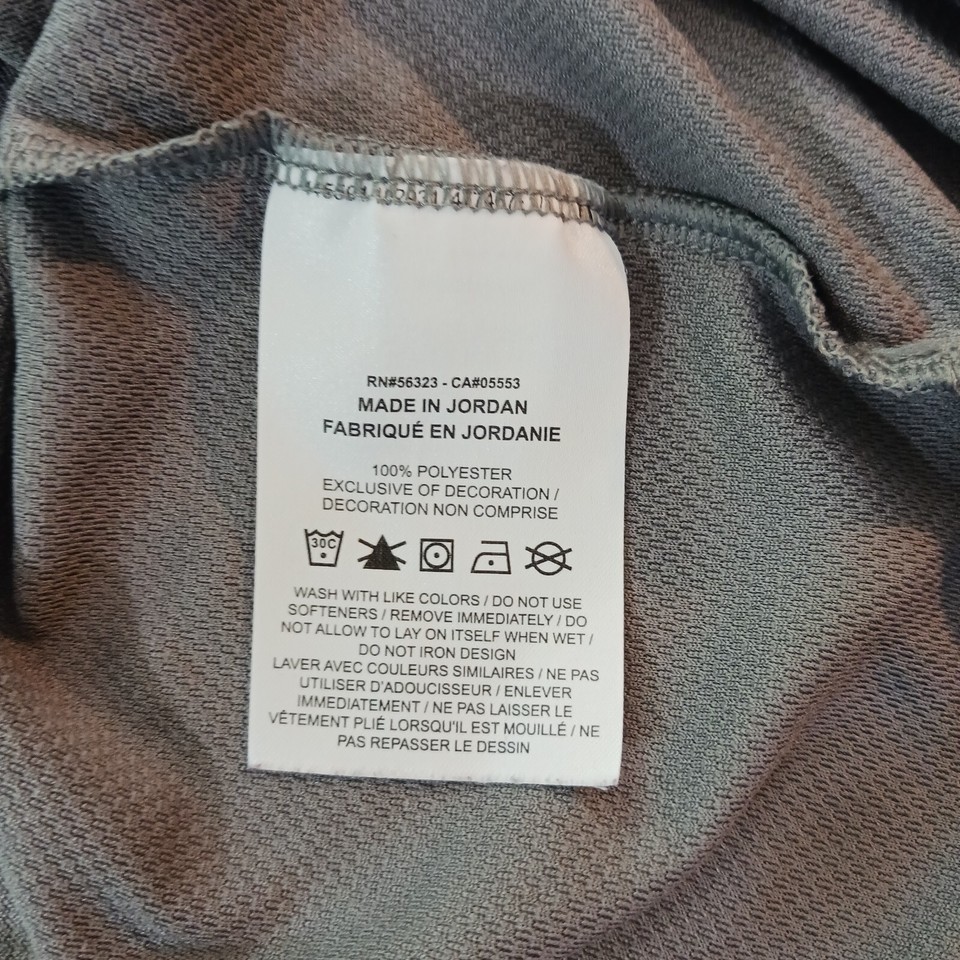 RN#56323 - CA#05553
MADE IN JORDAN
FABRIQUÉ EN JORDANIE
100% POLYESTER
EXCLUSIVE OF DECORATION /
DECORATION NON COMPRISE
30C
WASH WITH LIKE COLORS / DO NOT USE
SOFTENERS / REMOVE IMMEDIATELY / DO
NOT ALLOW TO LAY ON ITSELF WHEN WET /
DO NOT IRON DESIGN
LAVER AVEC COULEURS SIMILAIRES / NE PAS
UTILISER D'ADOUCISSEUR / ENLEVER
IMMEDIATEMENT / NE PAS LAISSER LE
VÊTEMENT PLIÉ LORSQU'IL EST MOUILLÉ / NE
PAS REPASSER LE DESSIN